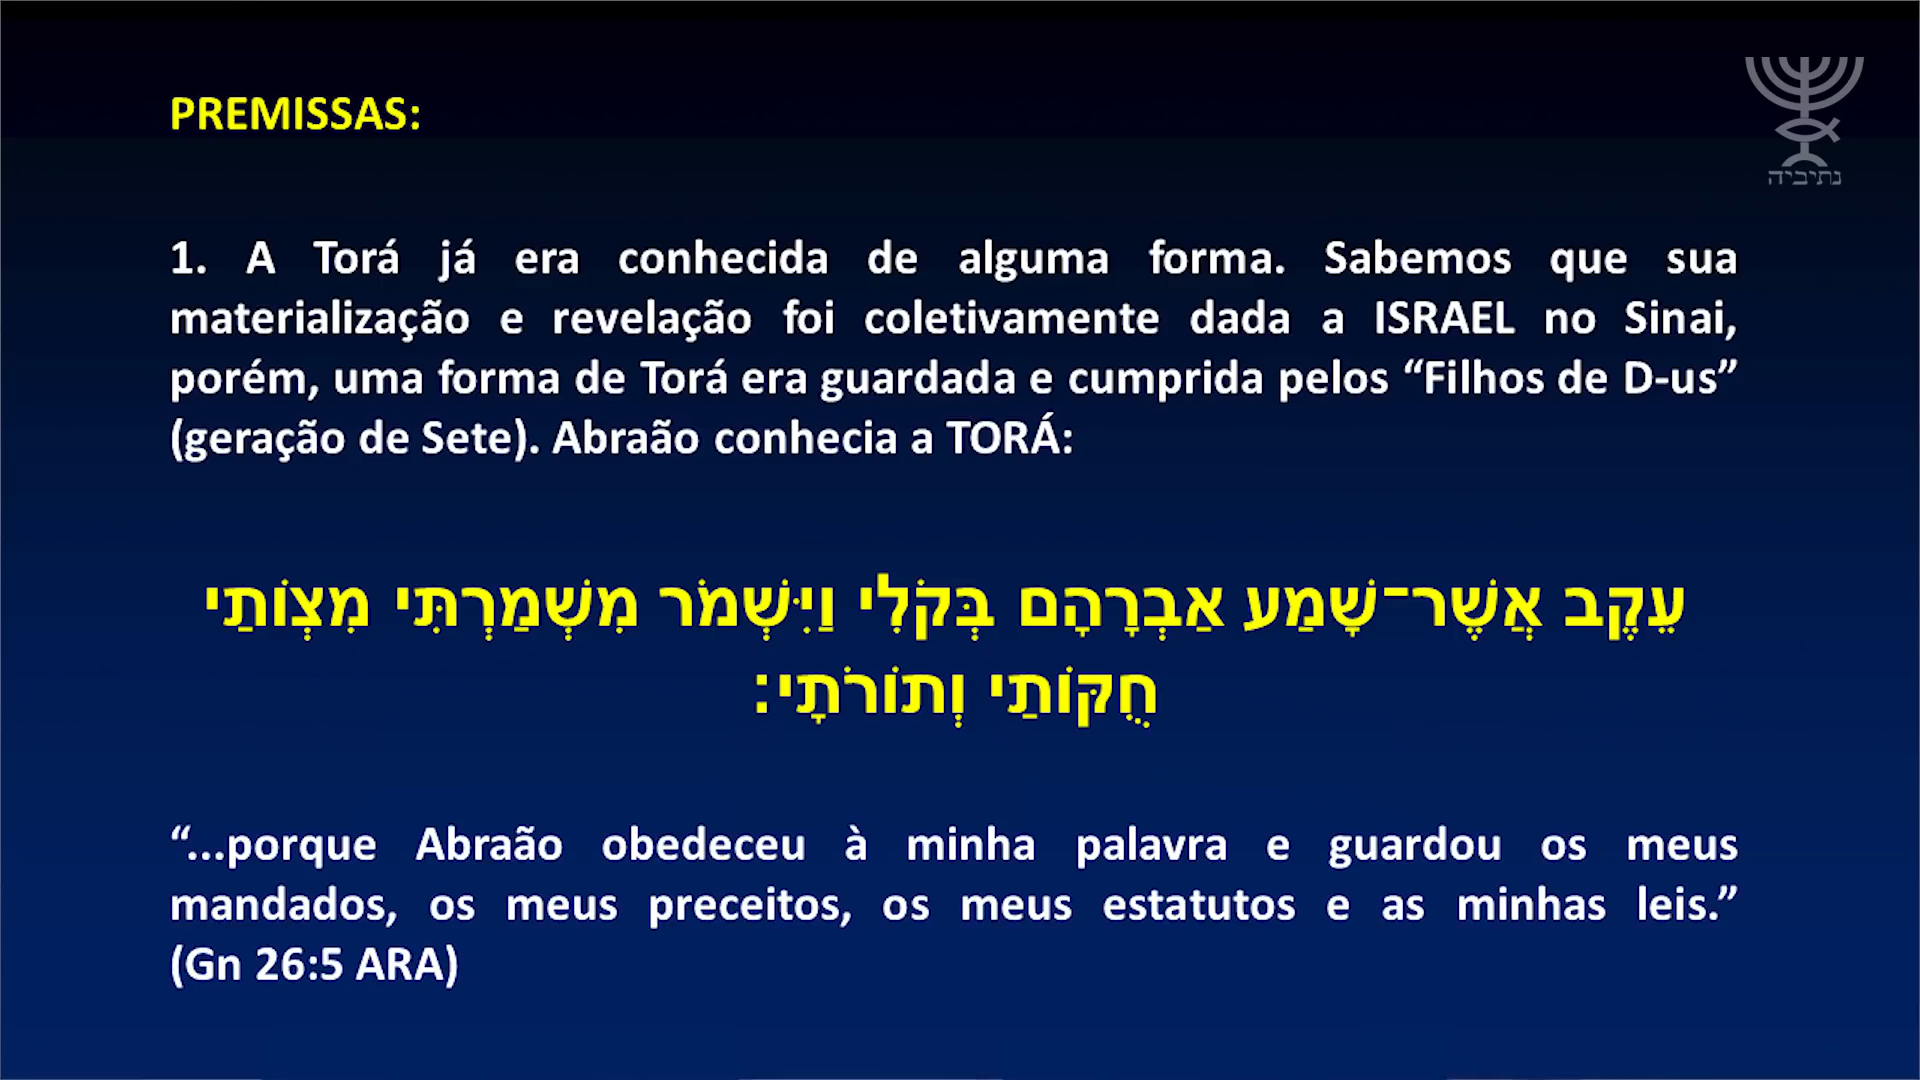 PREMISSAS:
נתיביה
1. A Torá já era conhecida de alguma forma. Sabemos que sua
materialização e revelação foi coletivamente dada a ISRAEL no Sinai,
porém, uma forma de Torá era guardada e cumprida pelos “Filhos de D-us”
(geração de Sete). Abraão conhecia a TORÁ:
עֵקֶב אֲשֶׁר־שָׁמַע אַבְרָהָם בְּקֹלִי וַיִּשְׁמֹר מִשְׁמַרְתִּי מִצְוֹתַי
חֻקּוֹתַי וְתוֹרֹתָי׃
“...porque Abraão obedeceu à minha palavra e guardou os meus
mandados, os meus preceitos, os meus estatutos e as minhas leis.”
(Gn 26:5 ARA)